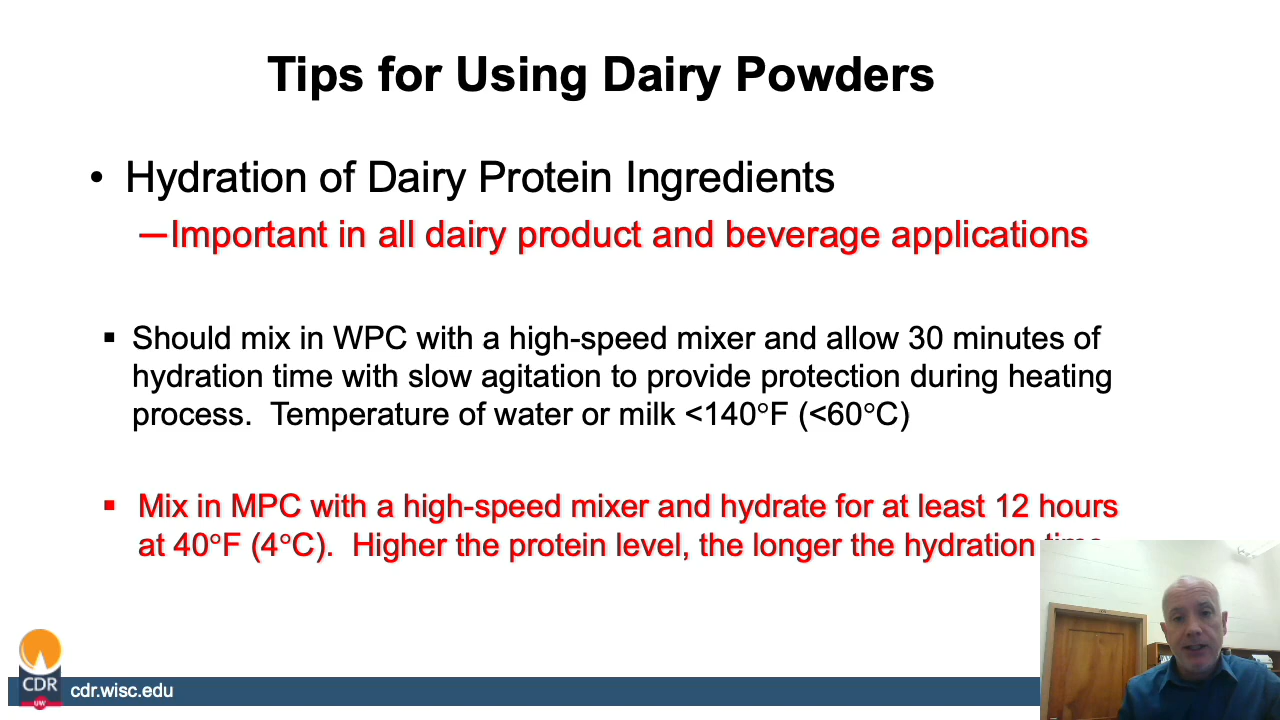 Tips for Using Dairy Powders
• Hydration of Dairy Protein Ingredients
—Important in all dairy product and beverage applications
▪ Should mix in WPC with a high-speed mixer and allow 30 minutes of
hydration time with slow agitation to provide protection during heating
process.  Temperature of water or milk <140°F (<60°C)
▪ Mix in MPC with a high-speed mixer and hydrate for at least 12 hours
at 40°F (4°C).  Higher the protein level, the longer the hydration
CDR
UW
cdr.wisc.edu